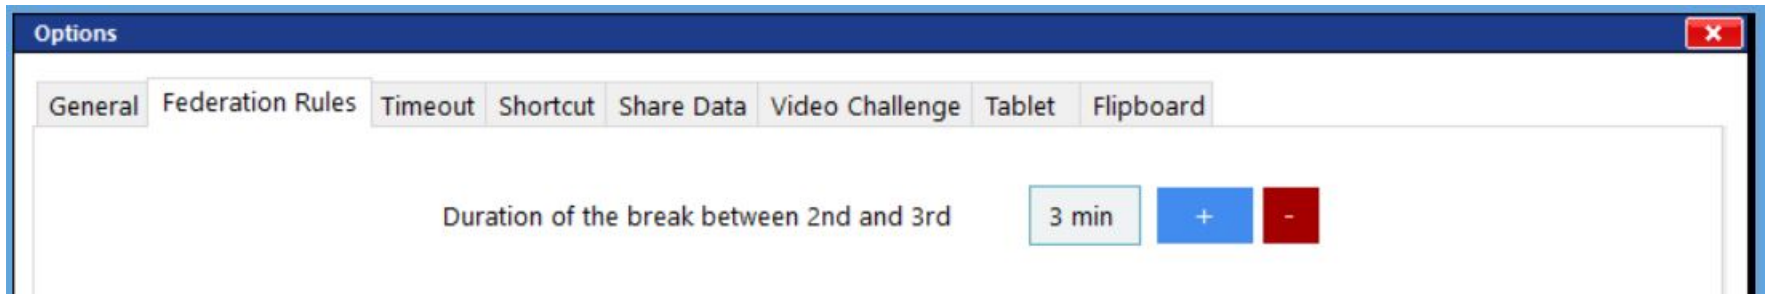 Options
General Federation Rules Timeout Shortcut Share Data Video Challenge Tablet Flipboard
Duration of the break between 2nd and 3rd 3 min + -